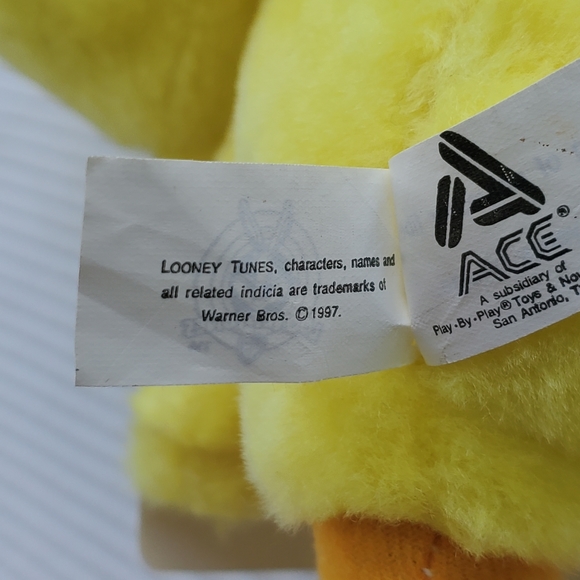 LOONEY TUNES, characters, names and
all related indicia are trademarks of
Warner Bros. ©1997.
ACE®
A subsidiary of
Play-By-Play® Toys &
San Antonio,